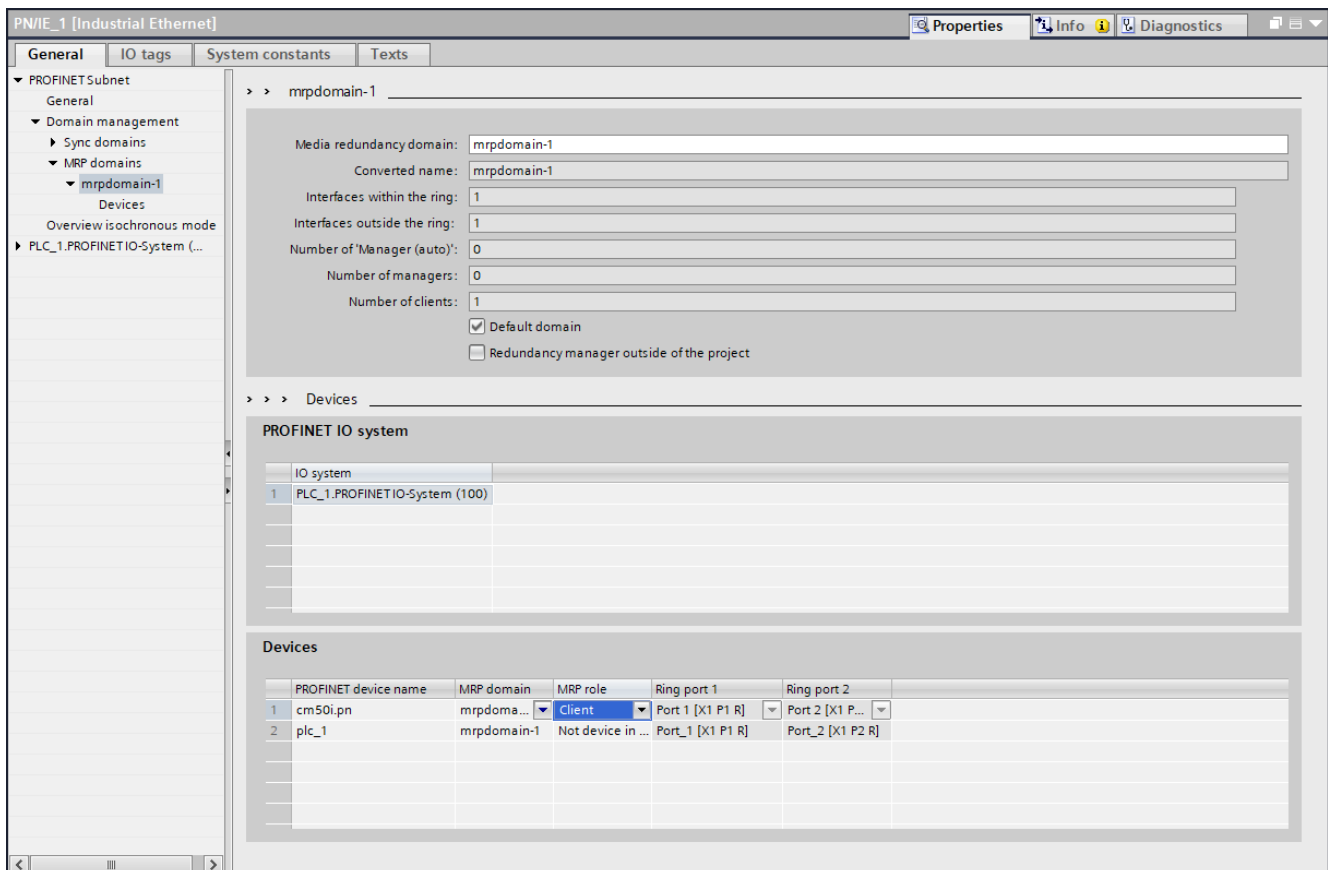 PN/IE_1 [Industrial Ethernet]
Properties
Info
Diagnostics
General
IO tags
System constants
Texts
PROFINET Subnet
General
Domain management
Sync domains
MRP domains
mrpdomain-1
Devices
Overview isochronous mode
PLC_1.PROFINET IO-System (...
> > mrpdomain-1
Media redundancy domain: mrpdomain-1
Converted name: mrpdomain-1
Interfaces within the ring: 1
Interfaces outside the ring: 1
Number of 'Manager (auto)': 0
Number of managers: 0
Number of clients: 1
Default domain
Redundancy manager outside of the project
> > > Devices
PROFINET IO system
IO system
1 PLC_1.PROFINET IO-System (100)
Devices
PROFINET device name MRP domain MRP role Ring port 1 Ring port 2
1 cm50i.pn mrpdoma... Client Port 1 [X1 P1 R] Port 2 [X1 P...
2 plc_1 mrpdomain-1 Not device in ... Port_1 [X1 P1 R] Port_2 [X1 P2 R]